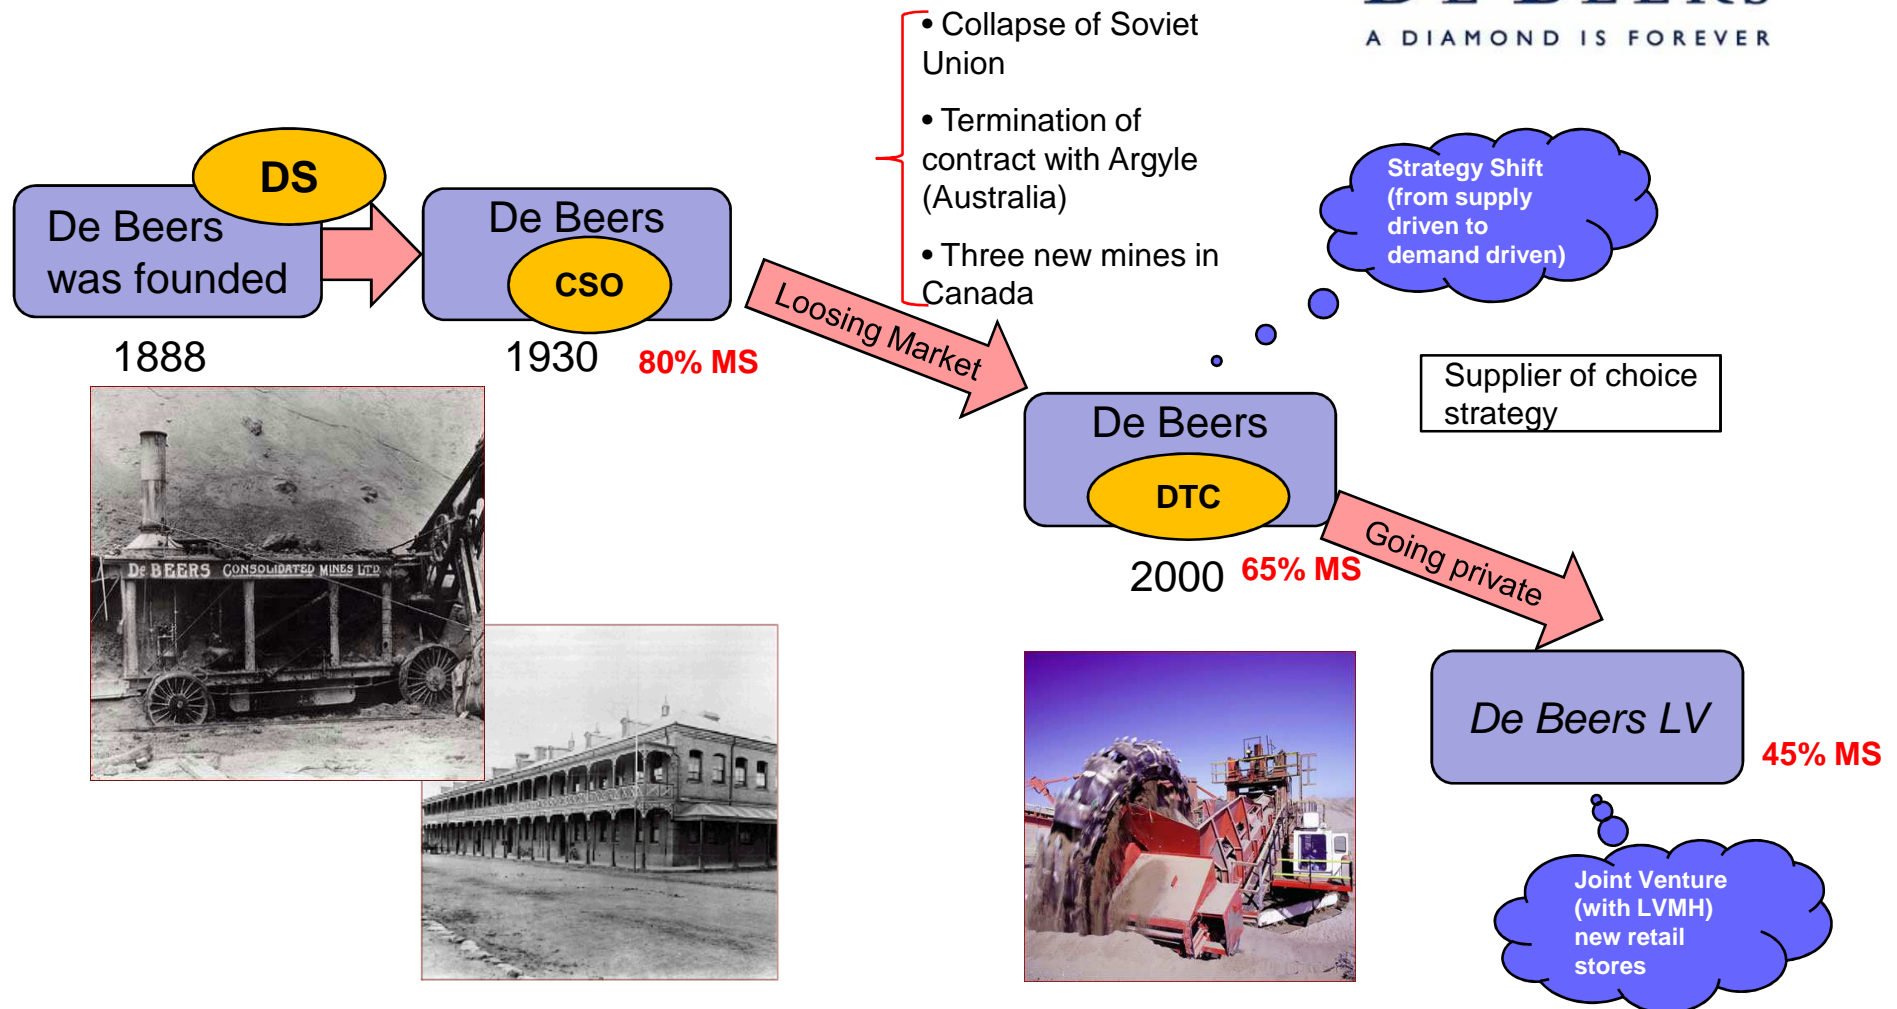 DE BEERS
A DIAMOND IS FOREVER
• Collapse of Soviet
Union
• Termination of
contract with Argyle
(Australia)
• Three new mines in
Canada
DS
De Beers
was founded
1888
De Beers
CSO
1930
80% MS
Loosing Market
Strategy Shift
(from supply
driven to
demand driven)
Supplier of choice
strategy
De Beers
DTC
2000
65% MS
Going private
De Beers LV
45% MS
Joint Venture
(with LVMH)
new retail
stores
DE BEERS CONSOLIDATED MINES LTD.